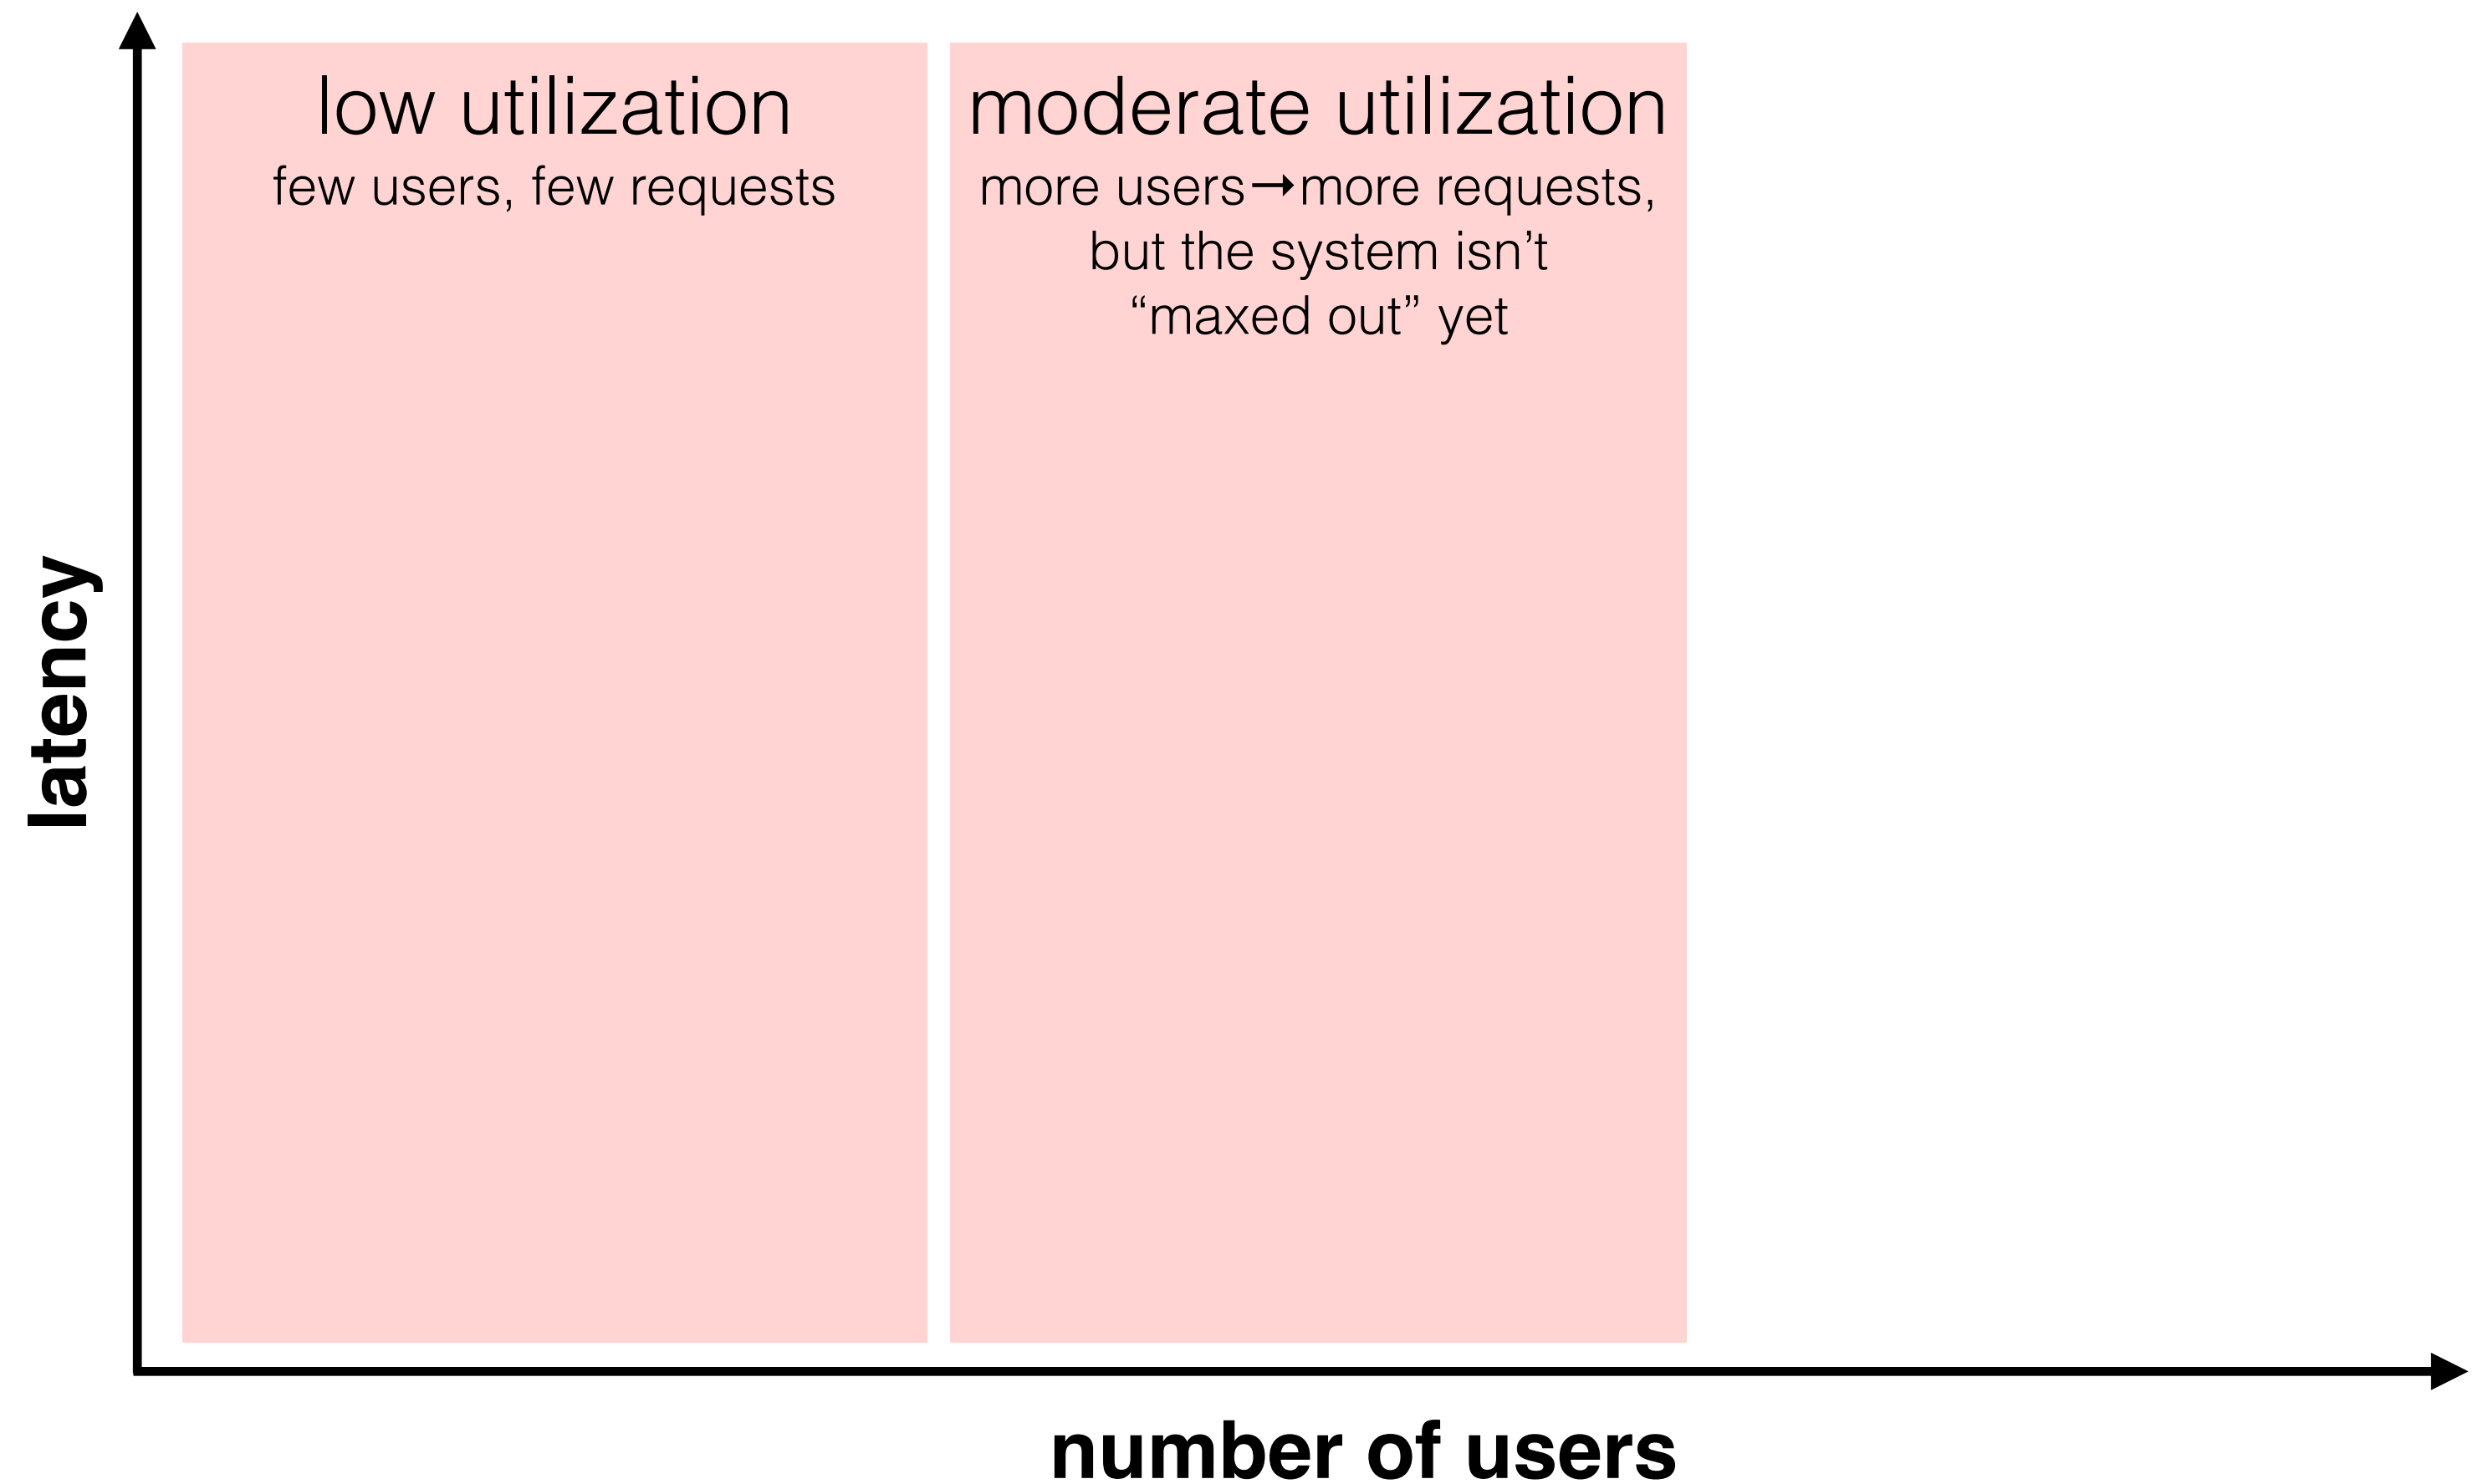 low utilization
few users, few requests
moderate utilization
more users→more requests,
but the system isn’t
“maxed out” yet
latency
number of users